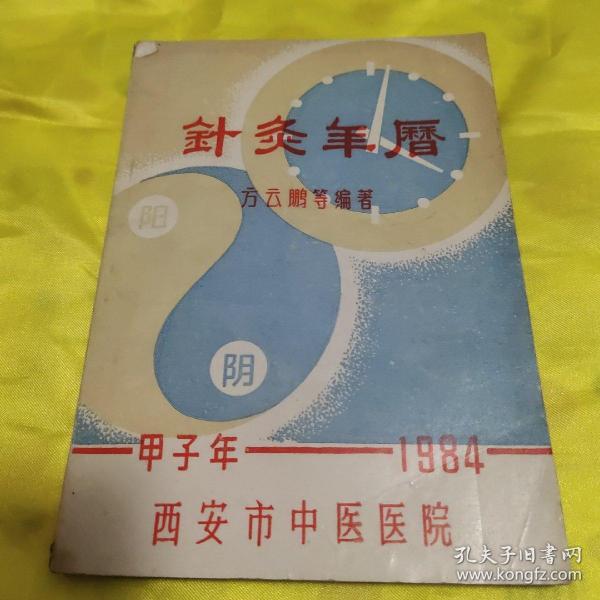 針灸年曆
方云鹏等编著
阳
阴
甲子年 1984
西安市中医医院
孔夫子旧书网
www.kongfz.com